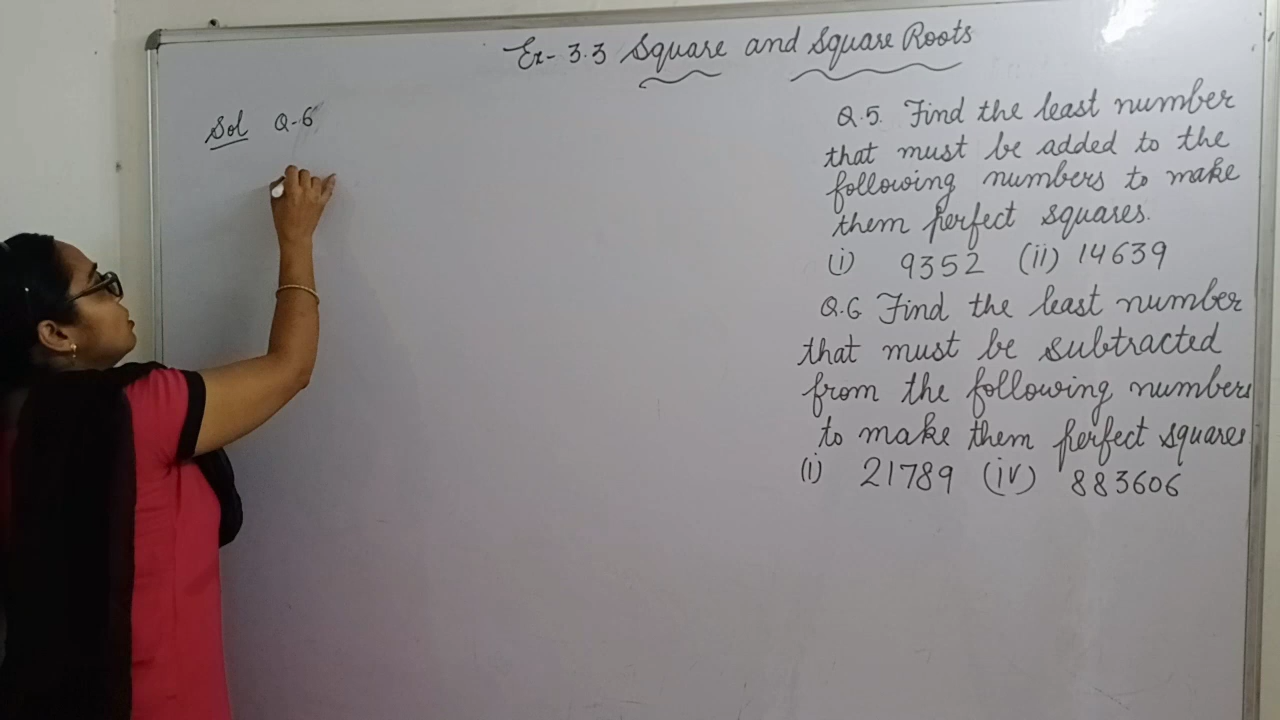 Ex- 3.3 Square and Square Roots
Sol Q-6
Q.5. Find the least number
that must be added to the
following numbers to make
them perfect squares.
(i) 9352 (ii) 14639
Q.6 Find the least number
that must be subtracted
from the following numbers
to make them perfect squares
(i) 21789 (iv) 883606